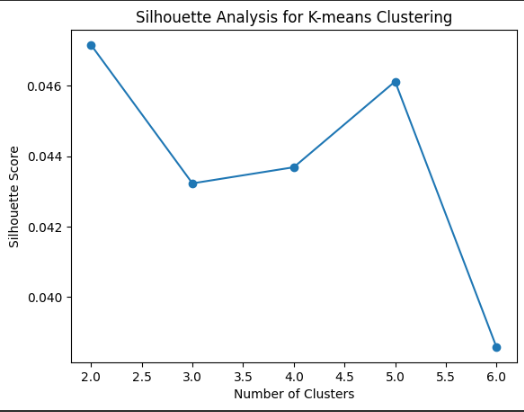 Silhouette Analysis for K-means Clustering
0.046
0.044
0.042
0.040
Silhouette Score
2.0 2.5 3.0 3.5 4.0 4.5 5.0 5.5 6.0
Number of Clusters